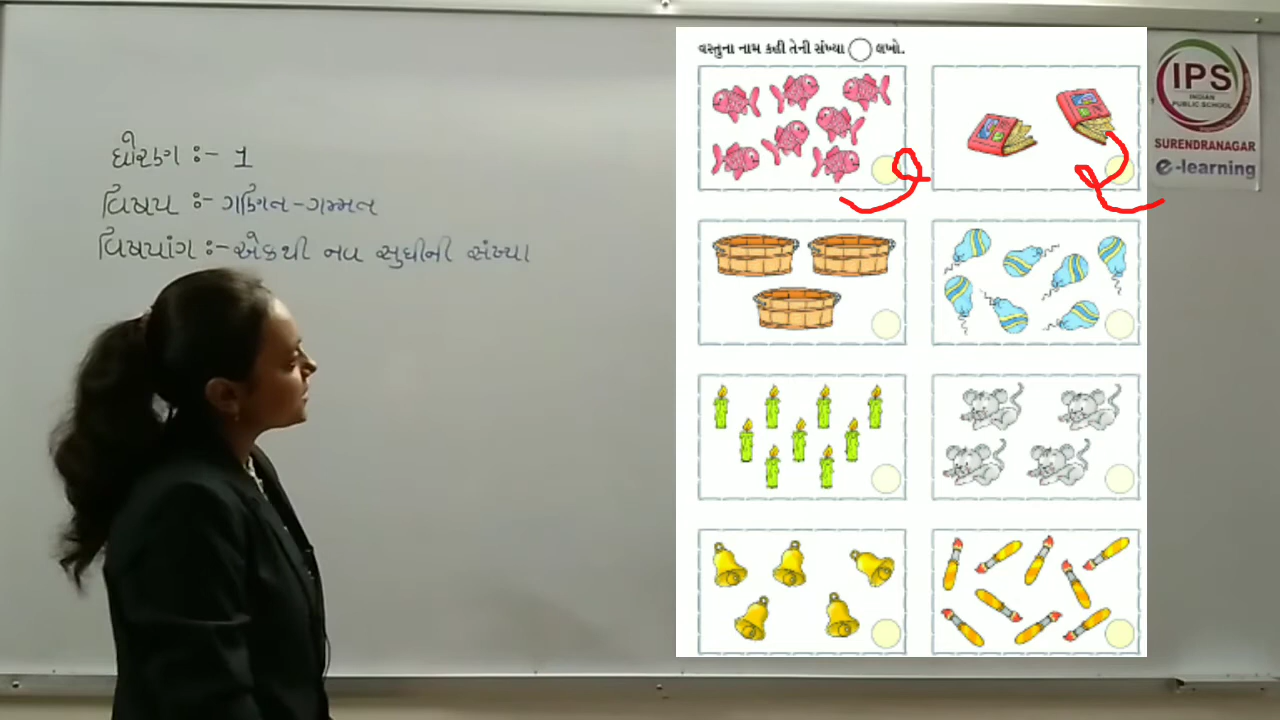 ધોરણ :- 1
વિષય :- ગણિત-ગમ્મત
વિષયાંગ :- એકથી નવ સુધીની સંખ્યા
વસ્તુના નામ કહી તેની સંખ્યા ◯ લખો.
IPS
INDIAN
PUBLIC SCHOOL
SURENDRANAGAR
e-learning